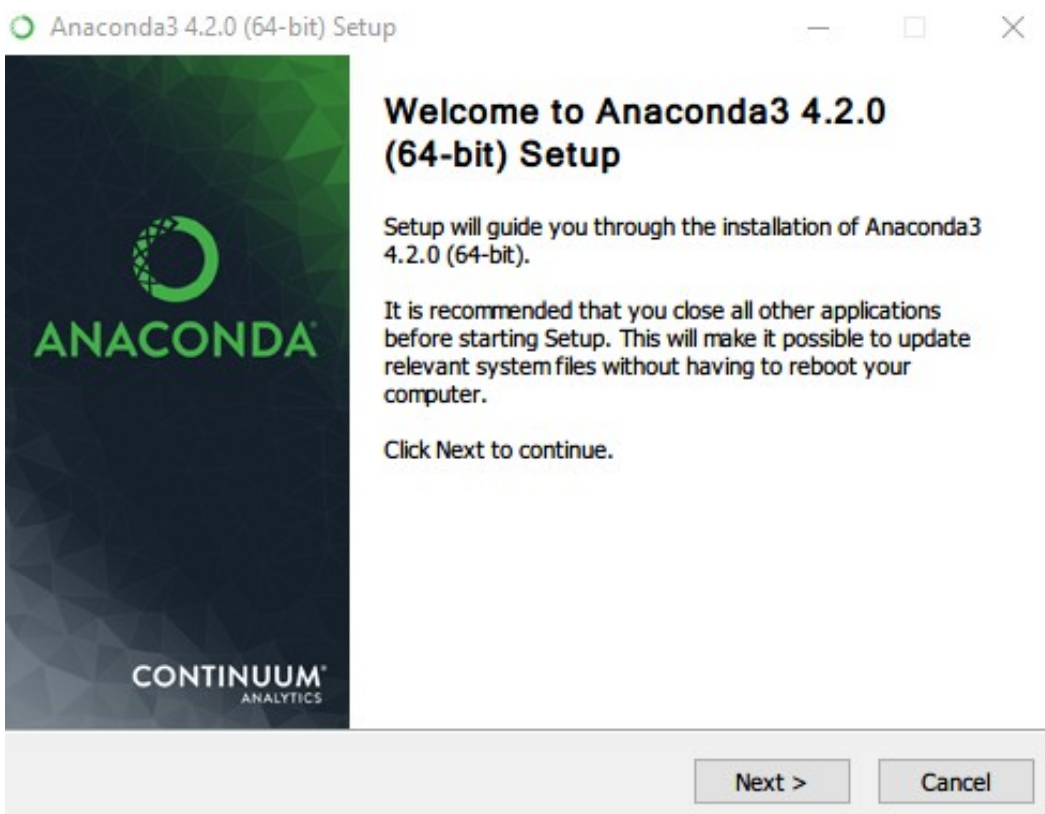 Anaconda3 4.2.0 (64-bit) Setup
Welcome to Anaconda3 4.2.0
(64-bit) Setup
Setup will guide you through the installation of Anaconda3
4.2.0 (64-bit).
It is recommended that you close all other applications
before starting Setup. This will make it possible to update
relevant system files without having to reboot your
computer.
Click Next to continue.
ANACONDA
CONTINUUM®
ANALYTICS
Next >
Cancel